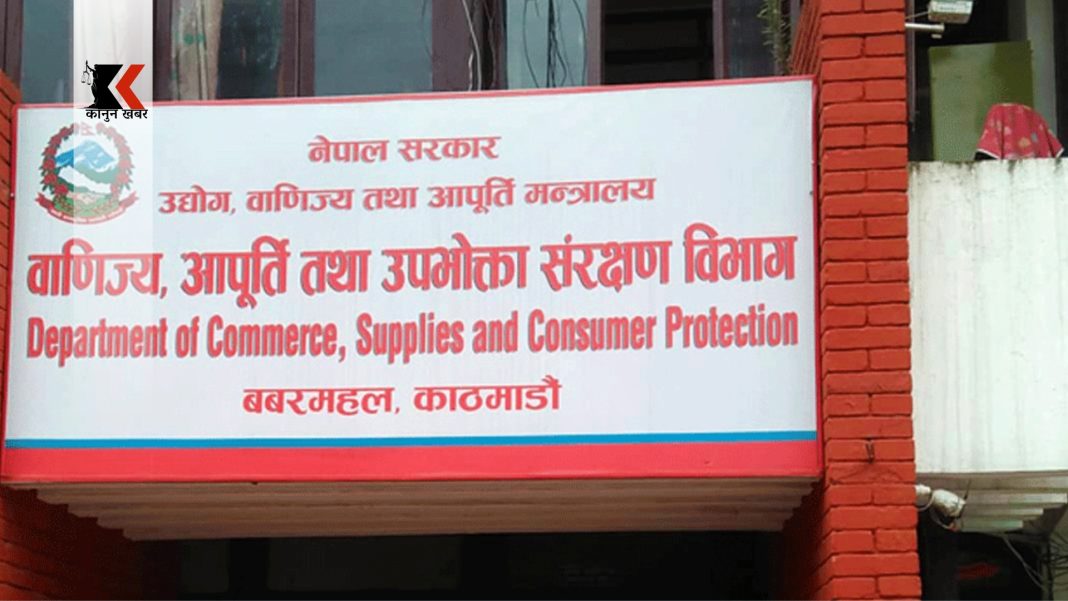 कानुन खबर
नेपाल सरकार
उद्योग, वाणिज्य तथा आपूर्ति मन्त्रालय
वाणिज्य, आपूर्ति तथा उपभोक्ता संरक्षण विभाग
Department of Commerce, Supplies and Consumer Protection
बबरमहल, काठमाडौं